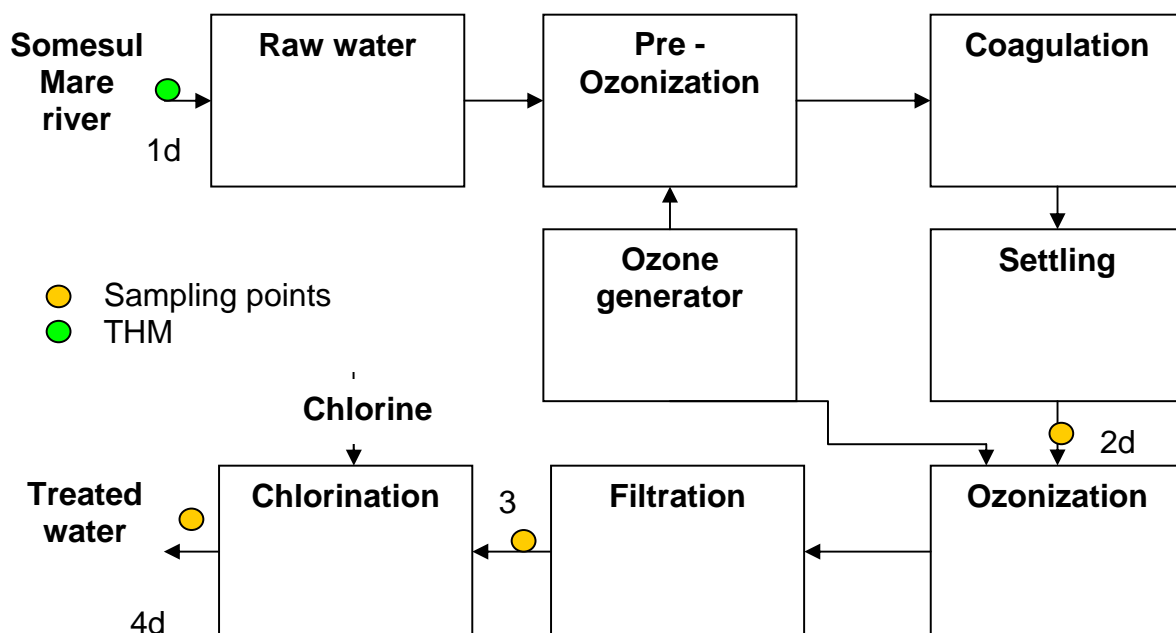 Somesul
Mare
river
1d
Raw water
Pre -
Ozonization
Coagulation
Ozone
generator
Settling
Sampling points
THM
Chlorine
2d
Treated
water
4d
Chlorination
3
Filtration
Ozonization